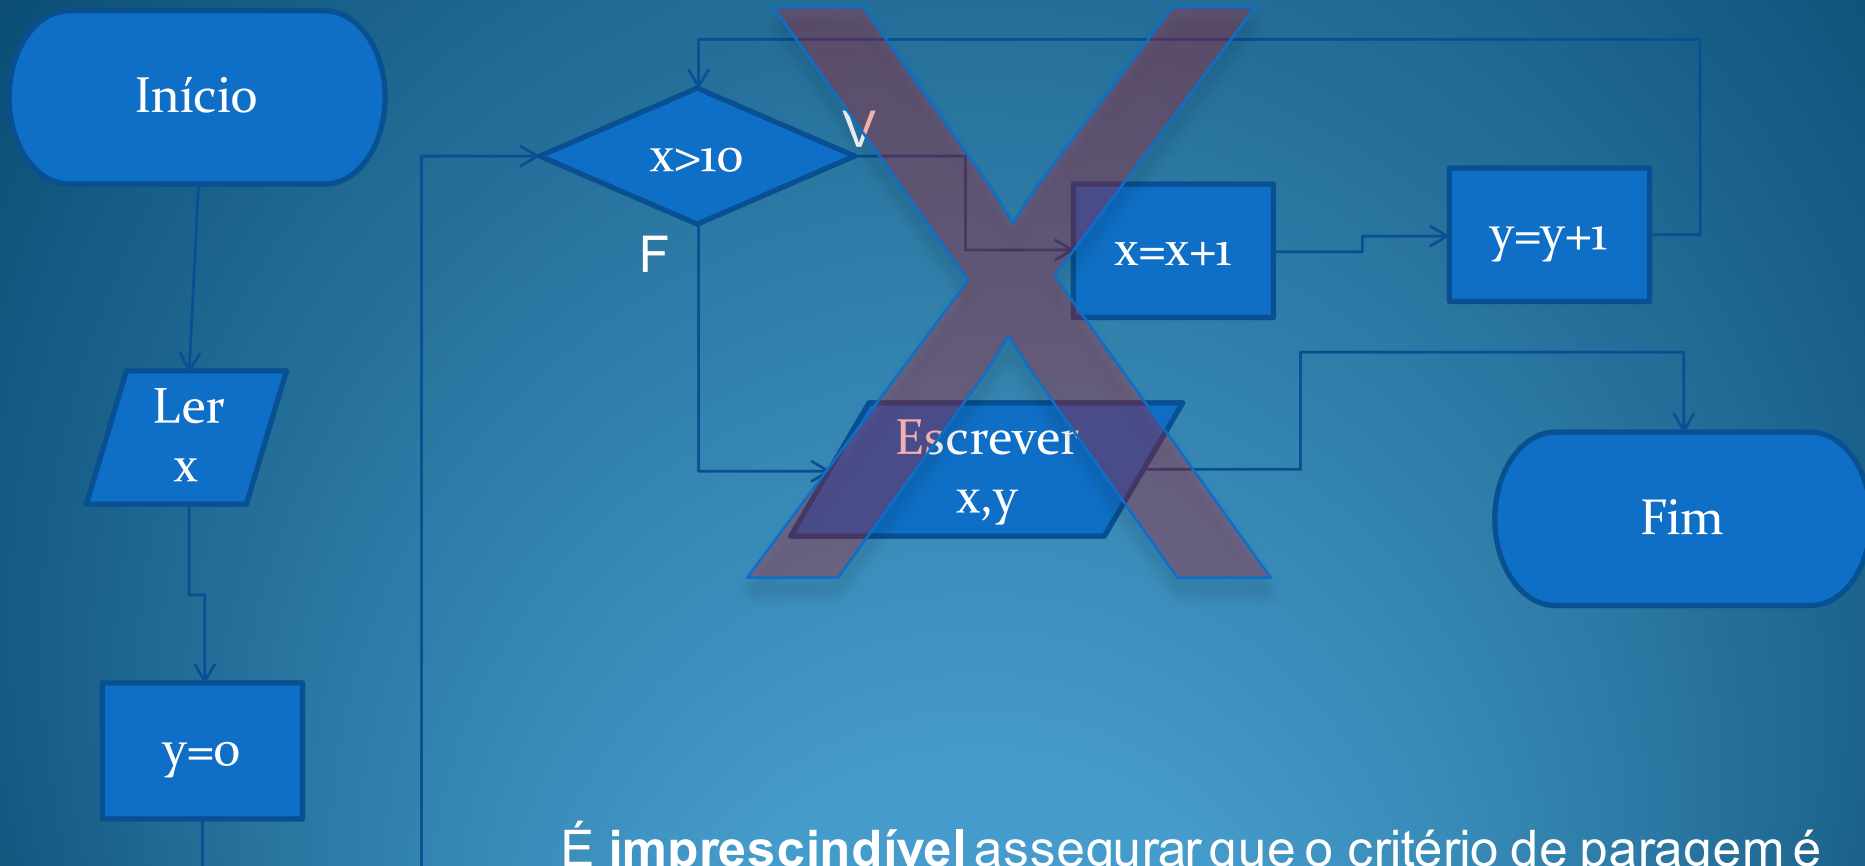 Início
Ler
x
y=0
x>10
V
F
x=x+1
y=y+1
Escrever
x,y
Fim
É imprescindível assegurar que o critério de paragem é